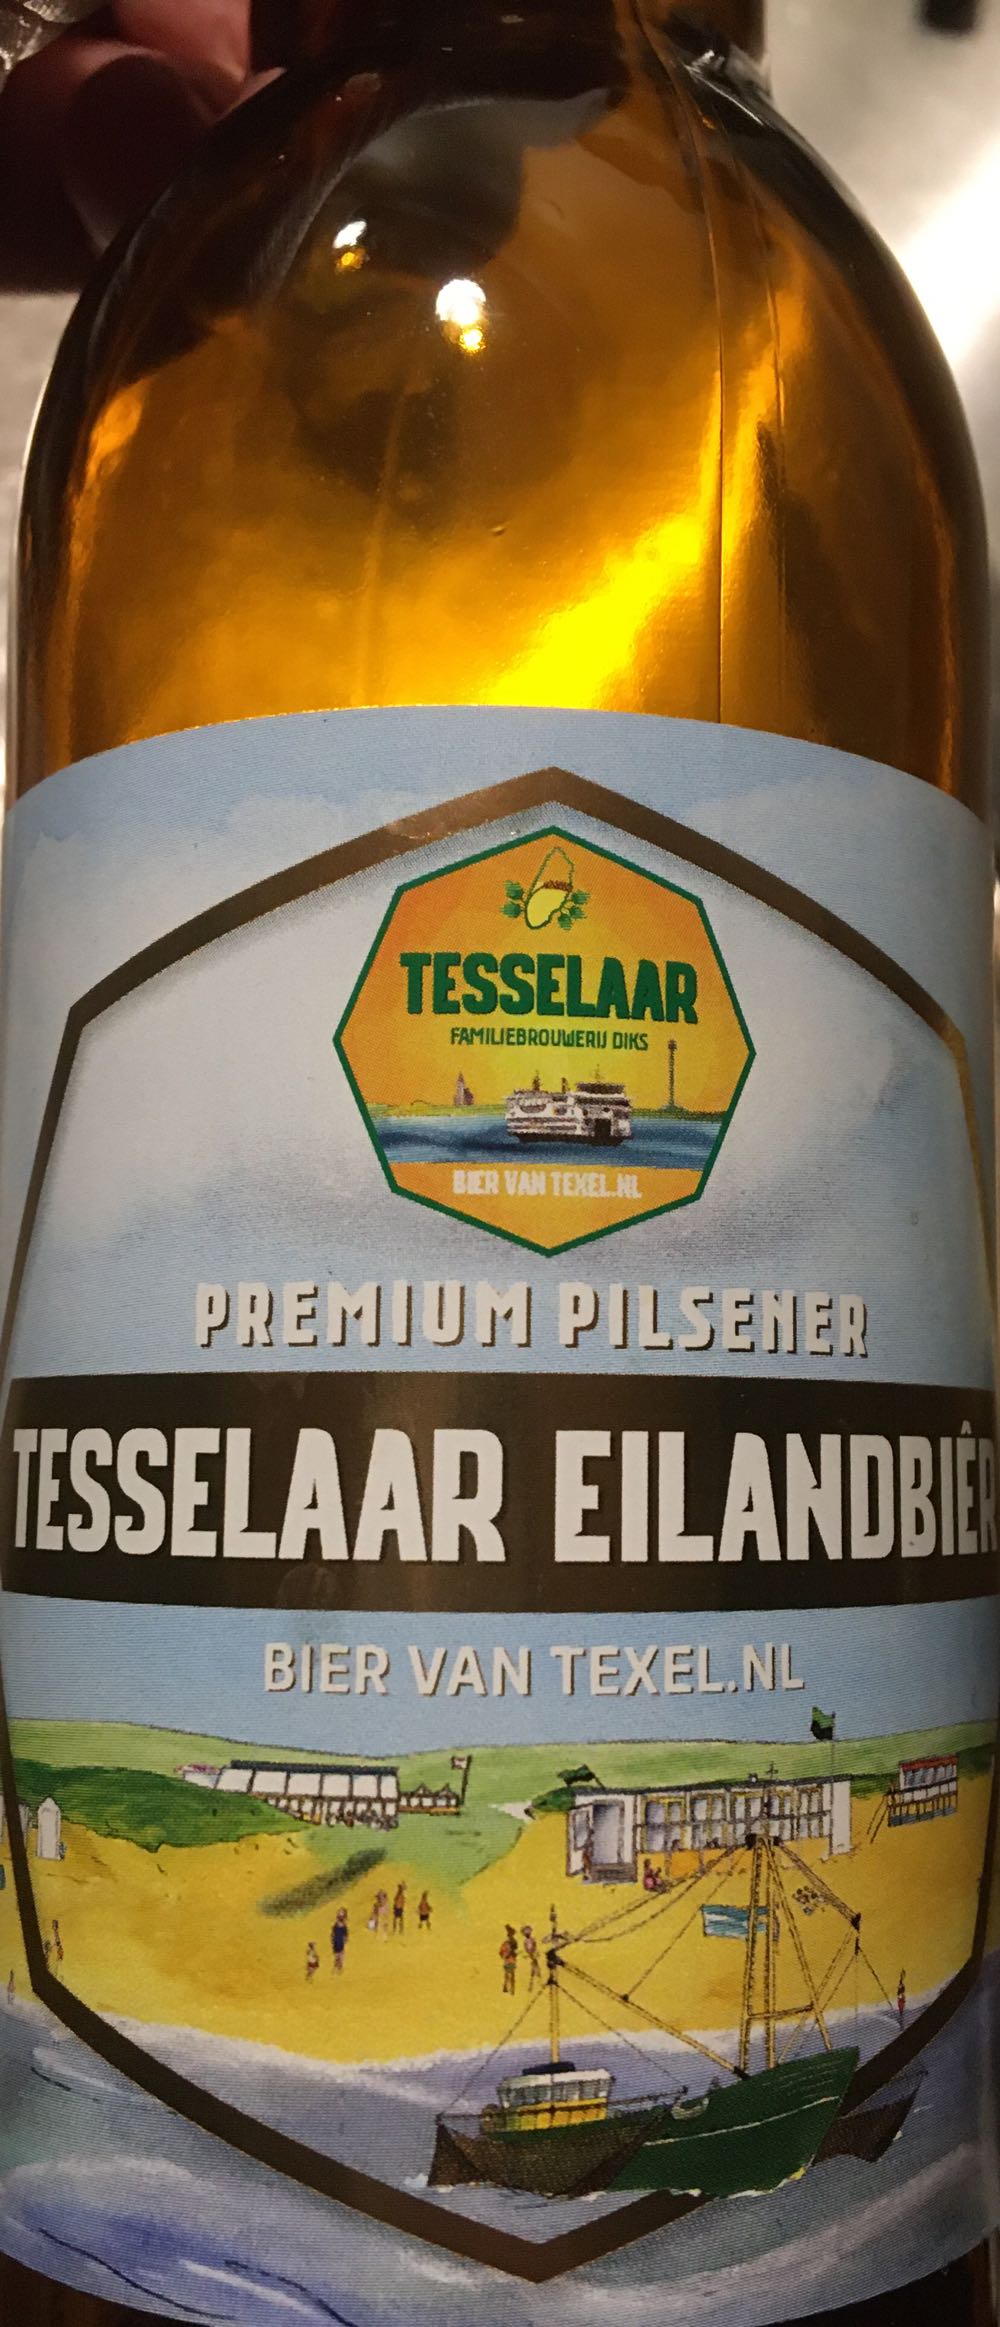 TESSELAAR
FAMILIEBROUWERIJ DIKS
BIER VAN TEXEL.NL
PREMIUM PILSENER
TESSELAAR EILANDBIÊR
BIER VAN TEXEL.NL